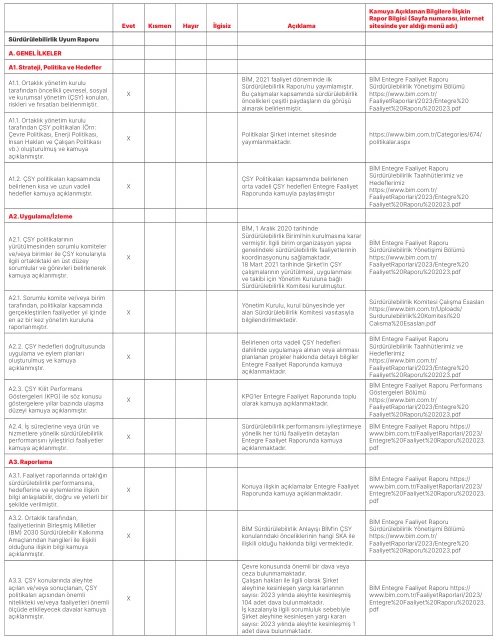 Evet Kısmen Hayır İlgisiz Açıklama
Kamuya Açıklanan Bilgilere İlişkin
Rapor Bilgisi (Sayfa numarası, internet
sitesinde yer aldığı menü adı)
Sürdürülebilirlik Uyum Raporu
A. GENEL İLKELER
A1. Strateji, Politika ve Hedefler
A1.1. Ortaklık yönetim kurulu
tarafından öncelikli çevresel, sosyal
ve kurumsal yönetim (ÇSY) konuları,
riskleri ve fırsatları belirlenmiştir.
X
BİM, 2021 faaliyet döneminde ilk
Sürdürülebilirlik Raporu'nu yayımlamıştır.
Bu çalışmalar kapsamında sürdürülebilirlik
öncelikleri çeşitli paydaşların da görüşü
alınarak belirlenmiştir.
BİM Entegre Faaliyet Raporu
Sürdürülebilirlik Yönetişimi Bölümü
https://www.bim.com.tr/
FaaliyetRaporlari/2023/Entegre%20
Faaliyet%20Raporu%202023.pdf
A1.1. Ortaklık yönetim kurulu
tarafından ÇSY politikaları (Örn:
Çevre Politikası, Enerji Politikası,
İnsan Hakları ve Çalışan Politikası
vb.) oluşturulmuş ve kamuya
açıklanmıştır.
X
Politikalar Şirket internet sitesinde
yayımlanmaktadır.
https://www.bim.com.tr/Categories/674/
politikalar.aspx
A1.2. ÇSY politikaları kapsamında
belirlenen kısa ve uzun vadeli
hedefler kamuya açıklanmıştır.
X
ÇSY Politikaları kapsamında belirlenen
orta vadeli ÇSY hedefleri Entegre Faaliyet
Raporunda kamuyla paylaşılmıştır
BİM Entegre Faaliyet Raporu
Sürdürülebilirlik Taahhütlerimiz ve
Hedeflerimiz
https://www.bim.com.tr/
FaaliyetRaporlari/2023/Entegre%20
Faaliyet%20Raporu%202023.pdf
A2. Uygulama/İzleme
A2.1. ÇSY politikalarının
yürütülmesinden sorumlu komiteler
ve/veya birimler ile ÇSY konularıyla
ilgili ortaklıktaki en üst düzey
sorumlular ve görevleri belirlenerek
kamuya açıklanmıştır.
X
BİM, 1 Aralık 2020 tarihinde
Sürdürülebilirlik Birimi'nin kurulmasına karar
vermiştir. İlgili birim organizasyon yapısı
genelindeki sürdürülebilirlik faaliyetlerinin
koordinasyonunu sağlamaktadır.
18 Mart 2021 tarihinde Şirket'in ÇSY
çalışmalarının yürütülmesi, uygulanması
ve takibi için Yönetim Kuruluna bağlı
Sürdürülebilirlik Komitesi kurulmuştur.
BİM Entegre Faaliyet Raporu
Sürdürülebilirlik Yönetişimi Bölümü
https://www.bim.com.tr/
FaaliyetRaporlari/2023/Entegre%20
Faaliyet%20Raporu%202023.pdf
A2.1. Sorumlu komite ve/veya birim
tarafından, politikalar kapsamında
gerçekleştirilen faaliyetler yıl içinde
en az bir kez yönetim kuruluna
raporlanmıştır.
X
Yönetim Kurulu, kurul bünyesinde yer
alan Sürdürülebilirlik Komitesi vasıtasıyla
bilgilendirilmektedir.
Sürdürülebilirlik Komitesi Çalışma Esasları
https://www.bim.com.tr/Uploads/
Surdurulebilirlik%20Komitesi%20
Calisma%20Esaslari.pdf
A2.2. ÇSY hedefleri doğrultusunda
uygulama ve eylem planları
oluşturulmuş ve kamuya
açıklanmıştır.
X
Belirlenen orta vadeli ÇSY hedefleri
dahilinde uygulamaya alınan veya alınması
planlanan projeler hakkında detaylı bilgiler
Entegre Faaliyet Raporunda kamuya
açıklanmaktadır.
BİM Entegre Faaliyet Raporu
Sürdürülebilirlik Taahhütlerimiz ve
Hedeflerimiz
https://www.bim.com.tr/
FaaliyetRaporlari/2023/Entegre%20
Faaliyet%20Raporu%202023.pdf
A2.3. ÇSY Kilit Performans
Göstergeleri (KPG) ile söz konusu
göstergelere yıllar bazında ulaşma
düzeyi kamuya açıklanmıştır.
X
KPG'ler Entegre Faaliyet Raporunda toplu
olarak kamuya açıklanmaktadır.
BİM Entegre Faaliyet Raporu Performans
Göstergeleri Bölümü
https://www.bim.com.tr/
FaaliyetRaporlari/2023/Entegre%20
Faaliyet%20Raporu%202023.pdf
A2.4. İş süreçlerine veya ürün ve
hizmetlere yönelik sürdürülebilirlik
performansını iyileştirici faaliyetler
kamuya açıklanmıştır.
X
Sürdürülebilirlik performansını iyileştirmeye
yönelik her türlü faaliyetin detayları
Entegre Faaliyet Raporunda kamuya
açıklanmaktadır.
BİM Entegre Faaliyet Raporu https://
www.bim.com.tr/FaaliyetRaporlari/2023/
Entegre%20Faaliyet%20Raporu%202023.
pdf
A3. Raporlama
A3.1. Faaliyet raporlarında ortaklığın
sürdürülebilirlik performansına,
hedeflerine ve eylemlerine ilişkin
bilgi anlaşılabilir, doğru ve yeterli bir
şekilde verilmiştir.
X
Konuya ilişkin açıklamalar Entegre Faaliyet
Raporunda kamuya açıklanmaktadır.
BİM Entegre Faaliyet Raporu https://
www.bim.com.tr/FaaliyetRaporlari/2023/
Entegre%20Faaliyet%20Raporu%202023.
pdf
A3.2. Ortaklık tarafından,
faaliyetlerinin Birleşmiş Milletler
(BM) 2030 Sürdürülebilir Kalkınma
Amaçlarından hangileri ile ilişkili
olduğuna ilişkin bilgi kamuya
açıklanmıştır.
X
BİM Sürdürülebilirlik Anlayışı BİM'in ÇSY
konularındaki önceliklerinin hangi SKA ile
ilişkili olduğu hakkında bilgi vermektedir.
BİM Entegre Faaliyet Raporu
Sürdürülebilirlik Yönetişimi Bölümü
https://www.bim.com.tr/
FaaliyetRaporlari/2023/Entegre%20
Faaliyet%20Raporu%202023.pdf
A3.3. ÇSY konularında aleyhte
açılan ve/veya sonuçlanan, ÇSY
politikaları açısından önemli
nitelikteki ve/veya faaliyetleri önemli
ölçüde etkileyecek davalar kamuya
açıklanmıştır.
X
Çevre konusunda önemli bir dava veya
ceza bulunmamaktadır.
Çalışan hakları ile ilgili olarak Şirket
aleyhine kesinleşen yargı kararlarının
sayısı: 2023 yılında aleyhte kesinleşmiş
104 adet dava bulunmaktadır.
İş kazalarıyla ilgili sorumluluk sebebiyle
Şirket aleyhine kesinleşen yargı kararı
sayısı: 2023 yılında aleyhte kesinleşmiş 1
adet dava bulunmaktadır.
BİM Entegre Faaliyet Raporu https://
www.bim.com.tr/FaaliyetRaporlari/2023/
Entegre%20Faaliyet%20Raporu%202023.
pdf